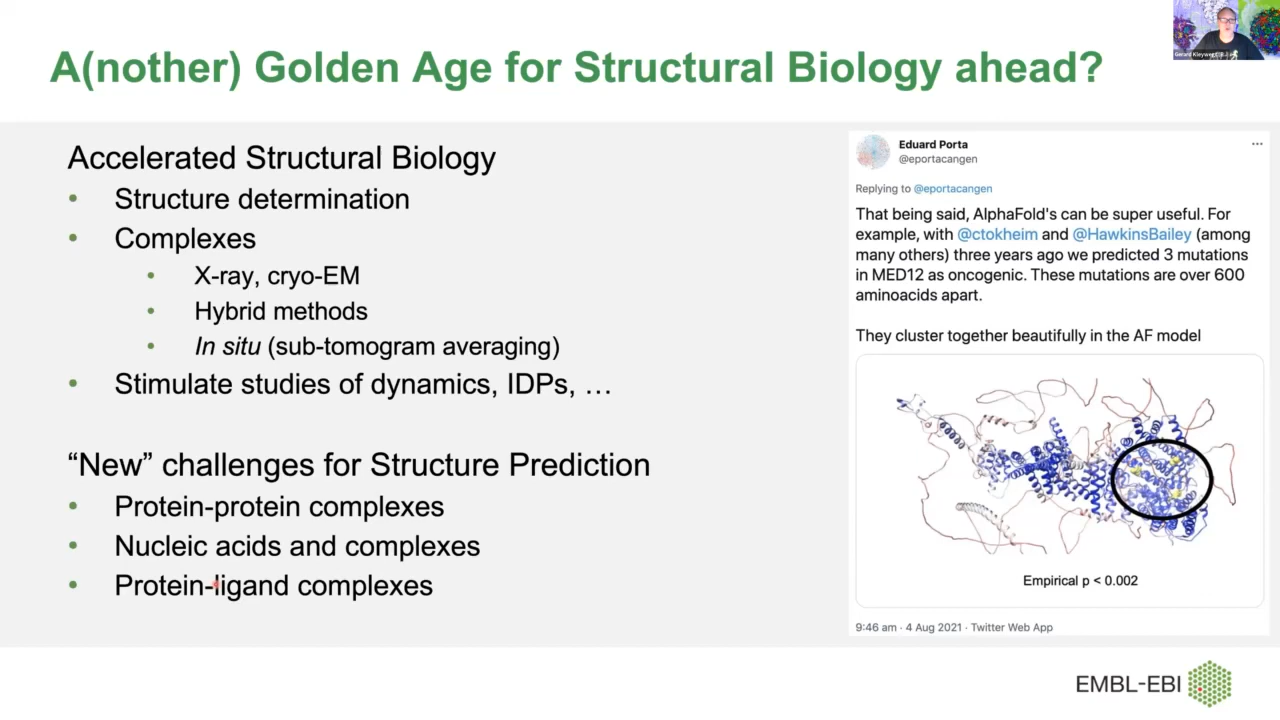 A(nother) Golden Age for Structural Biology ahead?
Accelerated Structural Biology
• Structure determination
• Complexes
• X-ray, cryo-EM
• Hybrid methods
• In situ (sub-tomogram averaging)
• Stimulate studies of dynamics, IDPs, …
“New” challenges for Structure Prediction
• Protein-protein complexes
• Nucleic acids and complexes
• Protein-ligand complexes
Eduard Porta
@eportacangen
Replying to @eportacangen
That being said, AlphaFold's can be super useful. For
example, with @ctokheim and @HawkinsBailey (among
many others) three years ago we predicted 3 mutations
in MED12 as oncogenic. These mutations are over 600
aminoacids apart.
They cluster together beautifully in the AF model
Empirical p < 0.002
9:46 am · 4 Aug 2021 · Twitter Web App
EMBL-EBI